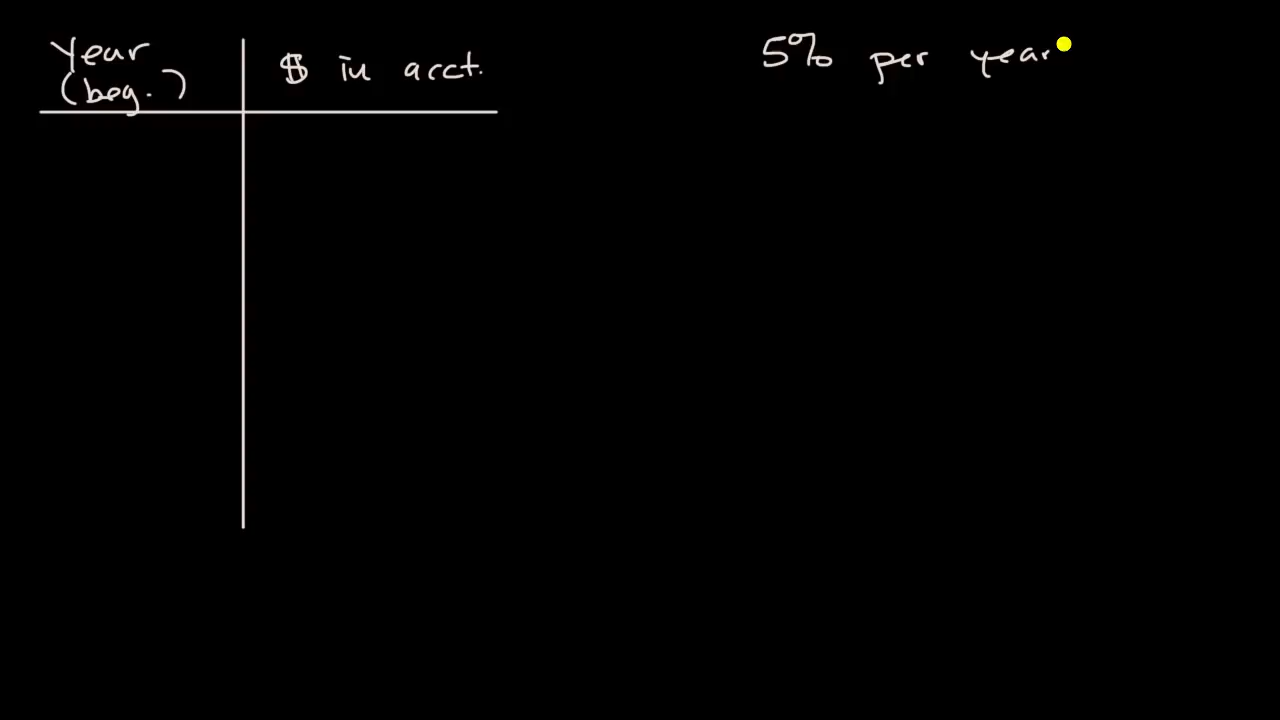 Year
(beg.)
$ in acct.
5% per year